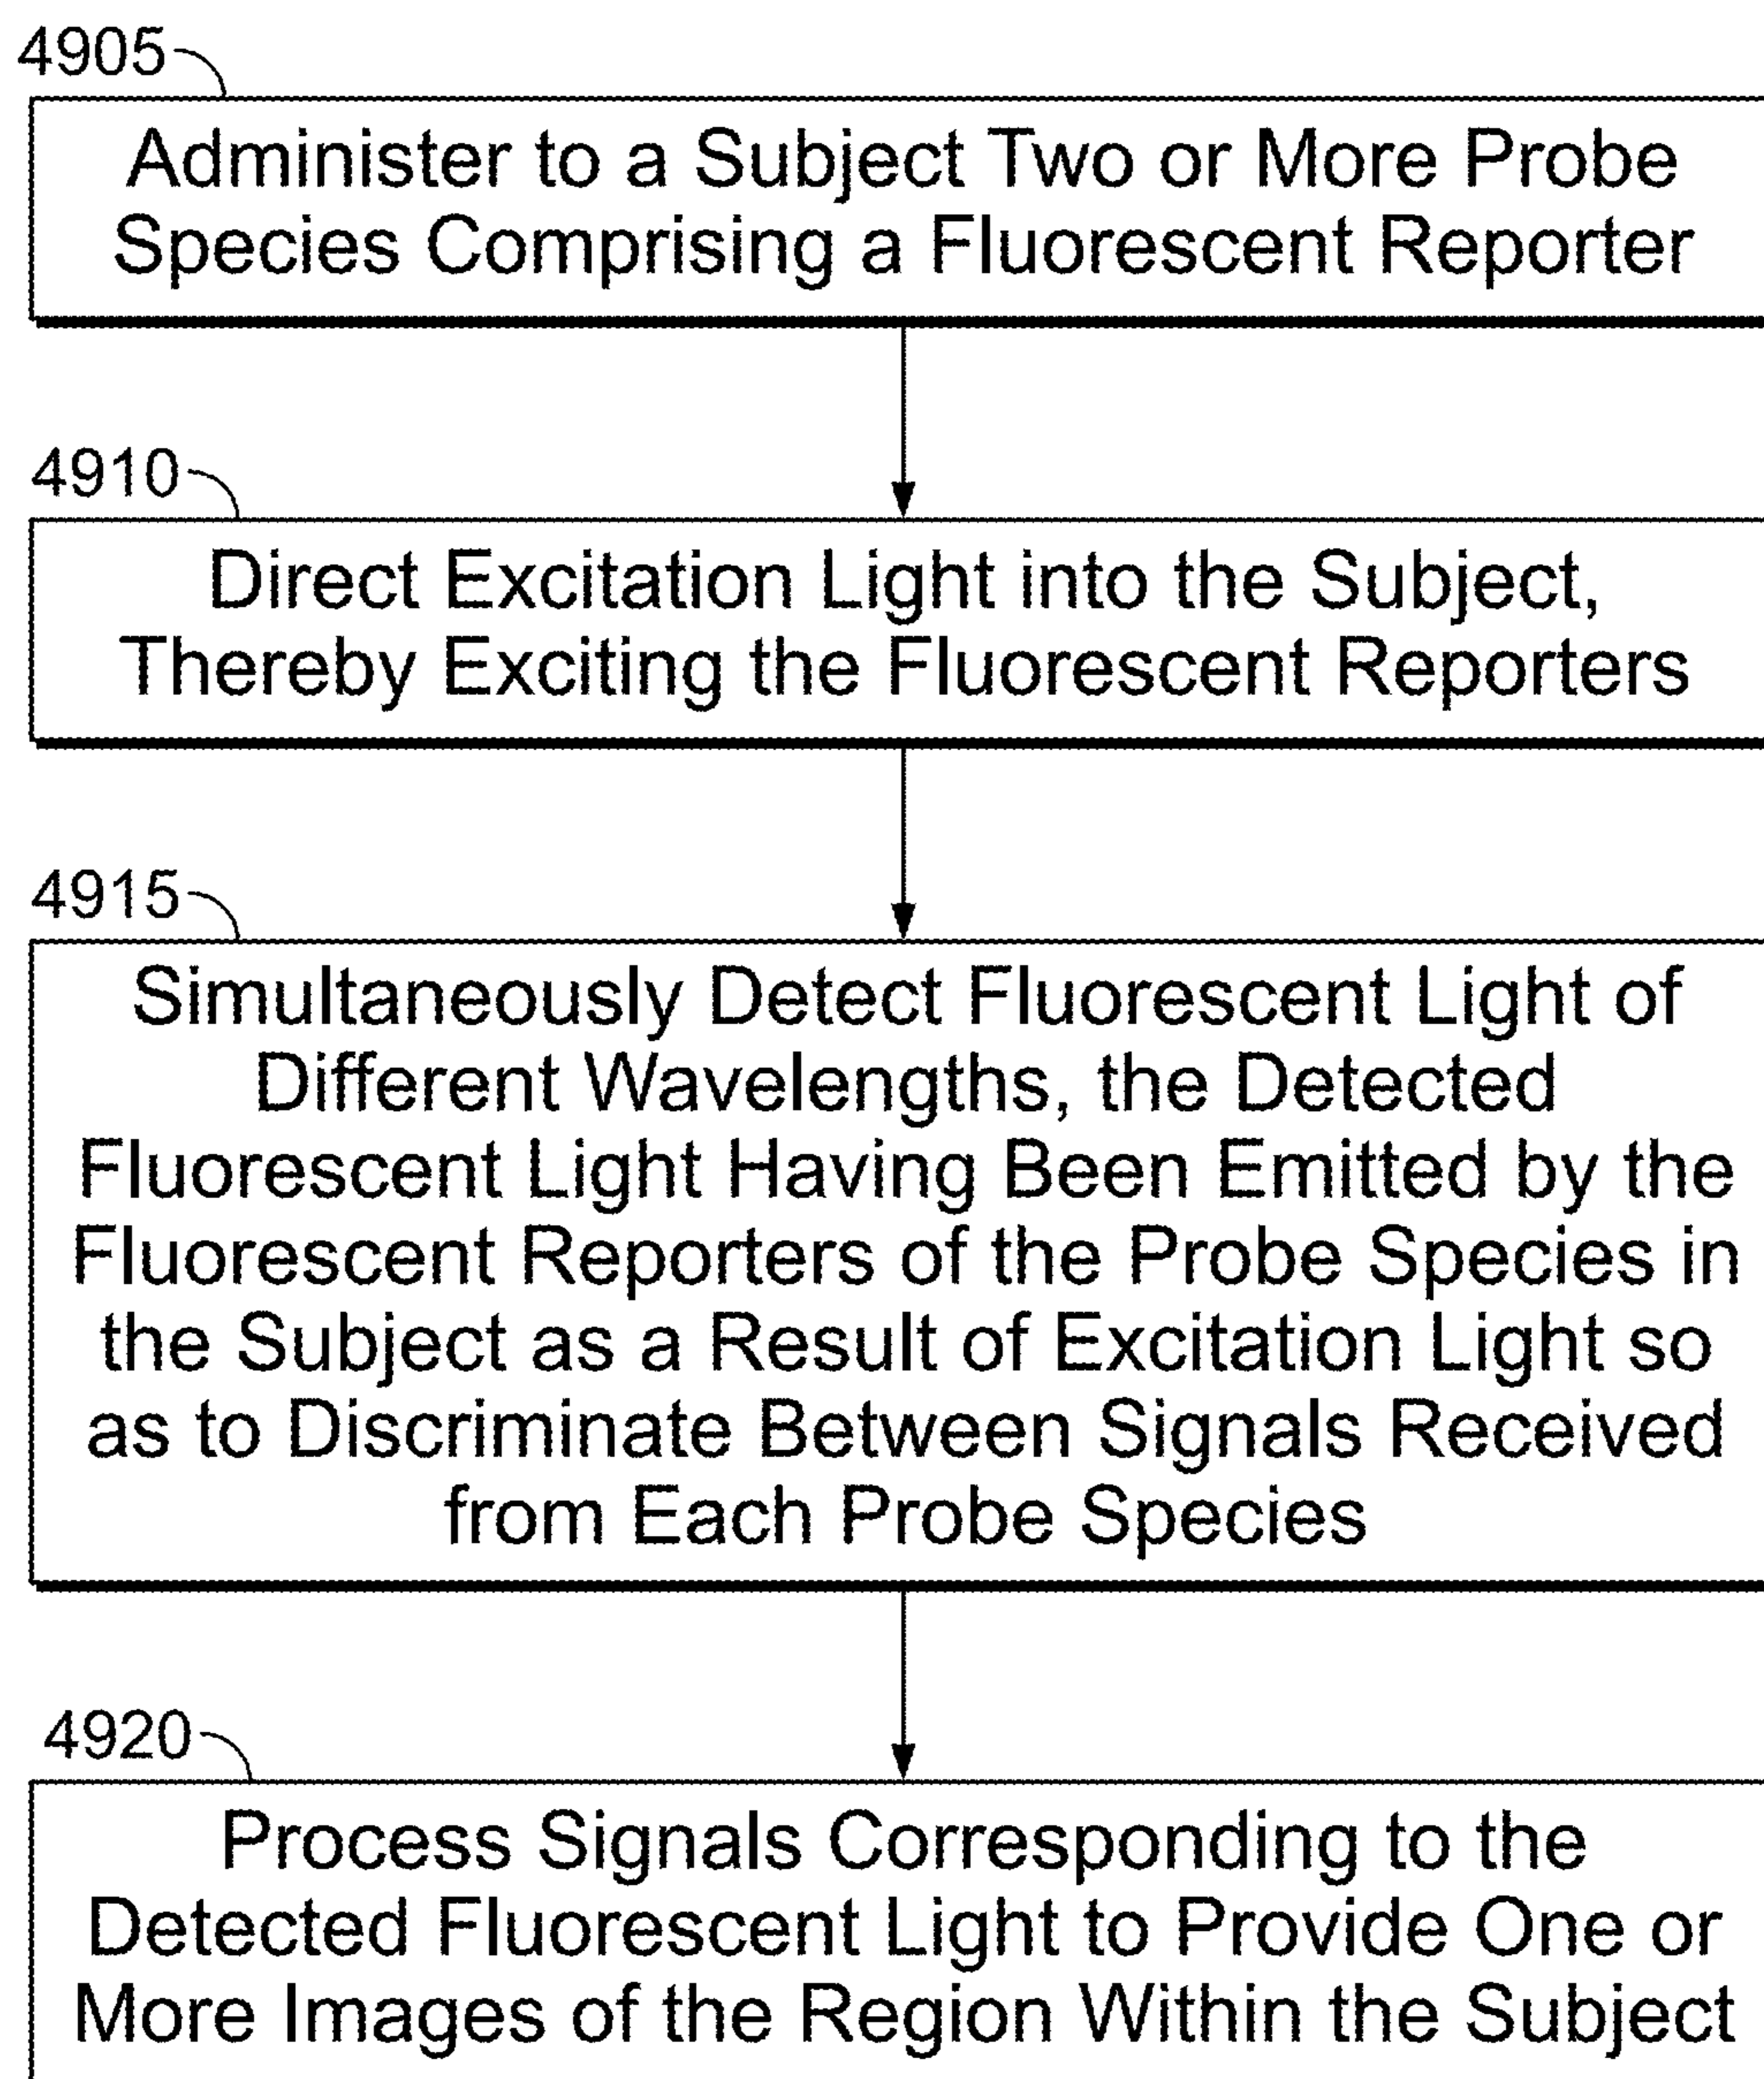 4905
Administer to a Subject Two or More Probe
Species Comprising a Fluorescent Reporter
4910
Direct Excitation Light into the Subject,
Thereby Exciting the Fluorescent Reporters
4915
Simultaneously Detect Fluorescent Light of
Different Wavelengths, the Detected
Fluorescent Light Having Been Emitted by the
Fluorescent Reporters of the Probe Species in
the Subject as a Result of Excitation Light so
as to Discriminate Between Signals Received
from Each Probe Species
4920
Process Signals Corresponding to the
Detected Fluorescent Light to Provide One or
More Images of the Region Within the Subject